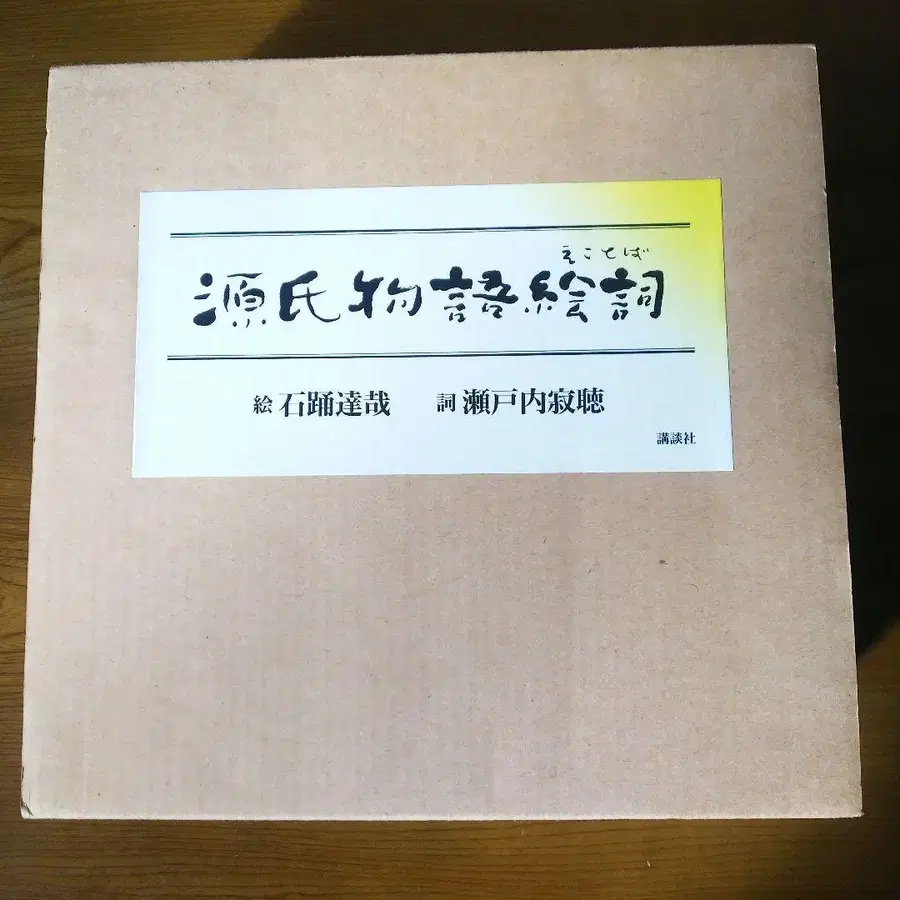 えことば
源氏物語絵詞
絵 石踊達哉 詞 瀬戸内寂聴
講談社